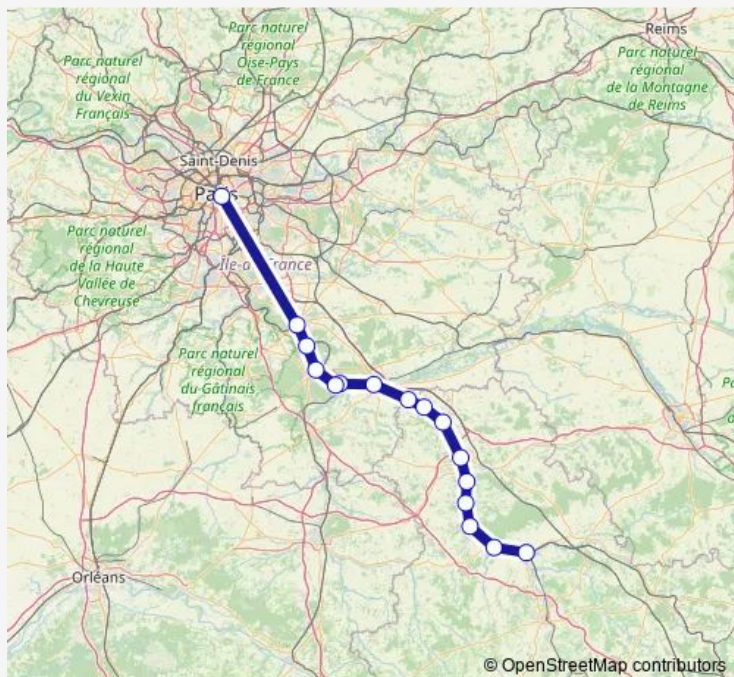 Parc naturel
régional
Oise-Pays
de France
Reims
Parc naturel
régional
du Vexin
Français
Parc naturel
régional
de la Montagne
de Reims
Saint-Denis
Paris
Parc naturel
régional
de la Haute
Vallée de
Chevreuse
Île-de-France
Parc naturel
régional
du Gâtinais
français
Orléans
© OpenStreetMap contributors